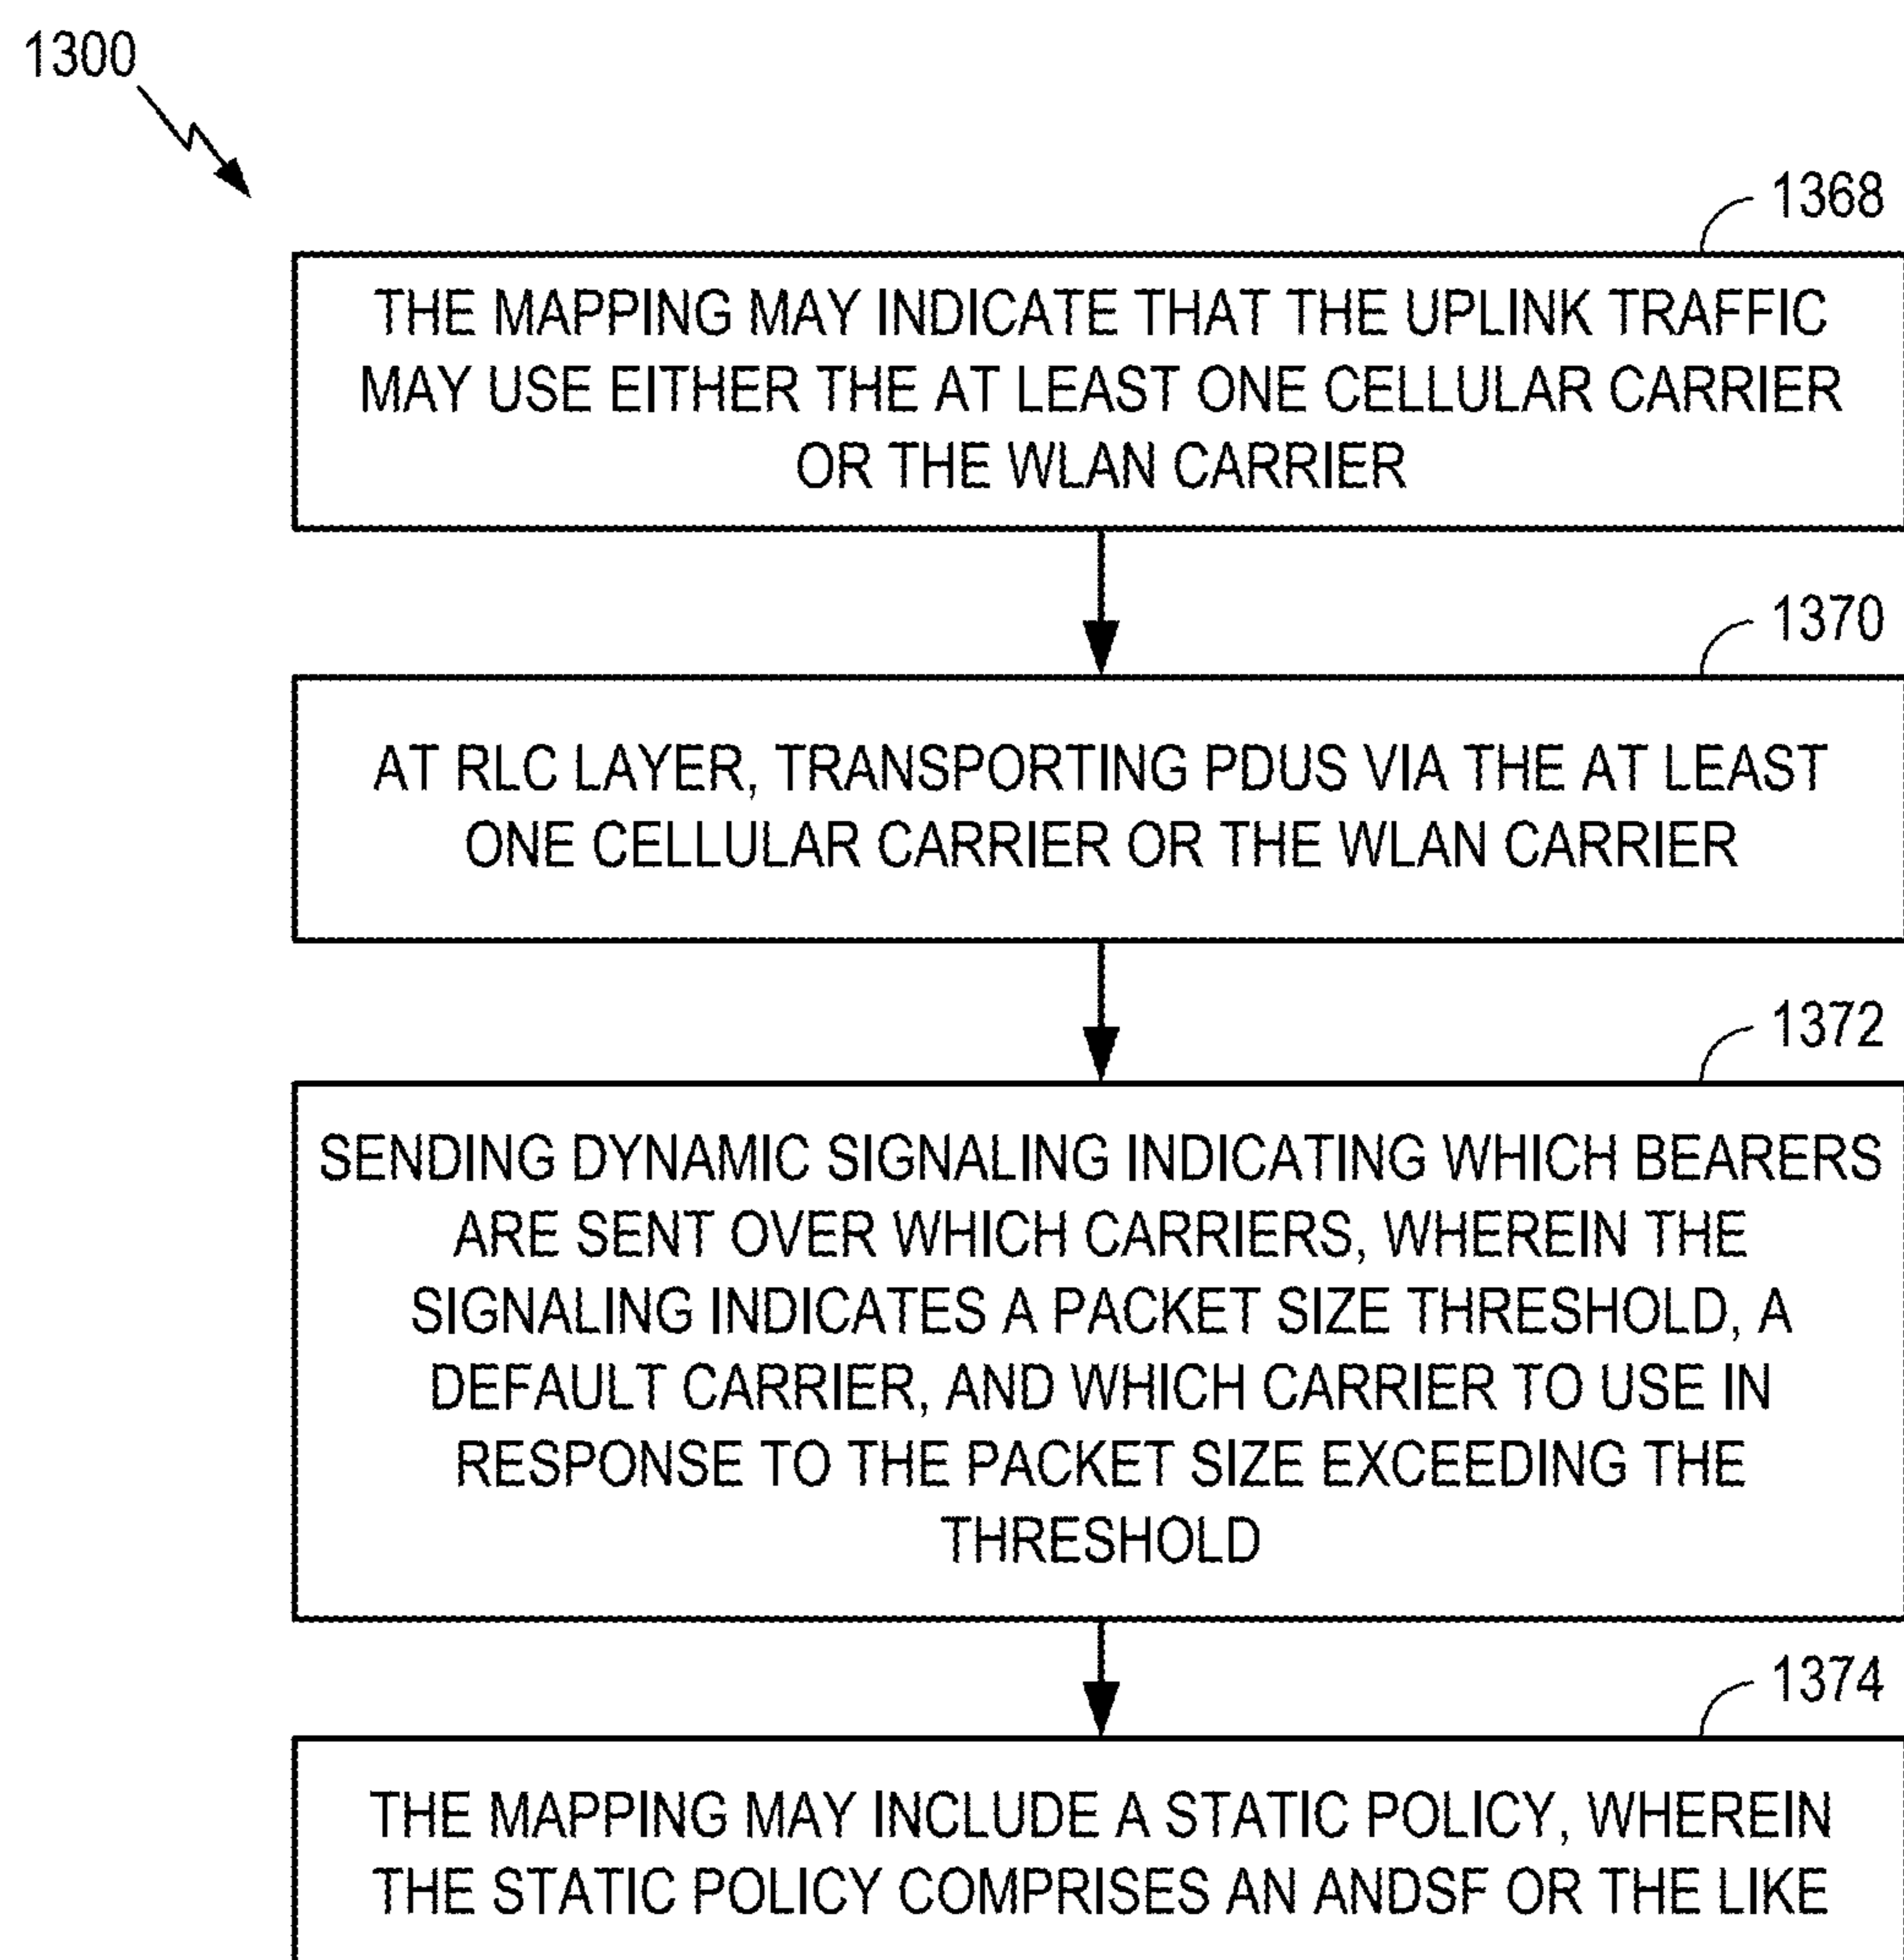 1300
1368
THE MAPPING MAY INDICATE THAT THE UPLINK TRAFFIC
MAY USE EITHER THE AT LEAST ONE CELLULAR CARRIER
OR THE WLAN CARRIER
1370
AT RLC LAYER, TRANSPORTING PDUS VIA THE AT LEAST
ONE CELLULAR CARRIER OR THE WLAN CARRIER
1372
SENDING DYNAMIC SIGNALING INDICATING WHICH BEARERS
ARE SENT OVER WHICH CARRIERS, WHEREIN THE
SIGNALING INDICATES A PACKET SIZE THRESHOLD, A
DEFAULT CARRIER, AND WHICH CARRIER TO USE IN
RESPONSE TO THE PACKET SIZE EXCEEDING THE
THRESHOLD
1374
THE MAPPING MAY INCLUDE A STATIC POLICY, WHEREIN
THE STATIC POLICY COMPRISES AN ANDSF OR THE LIKE